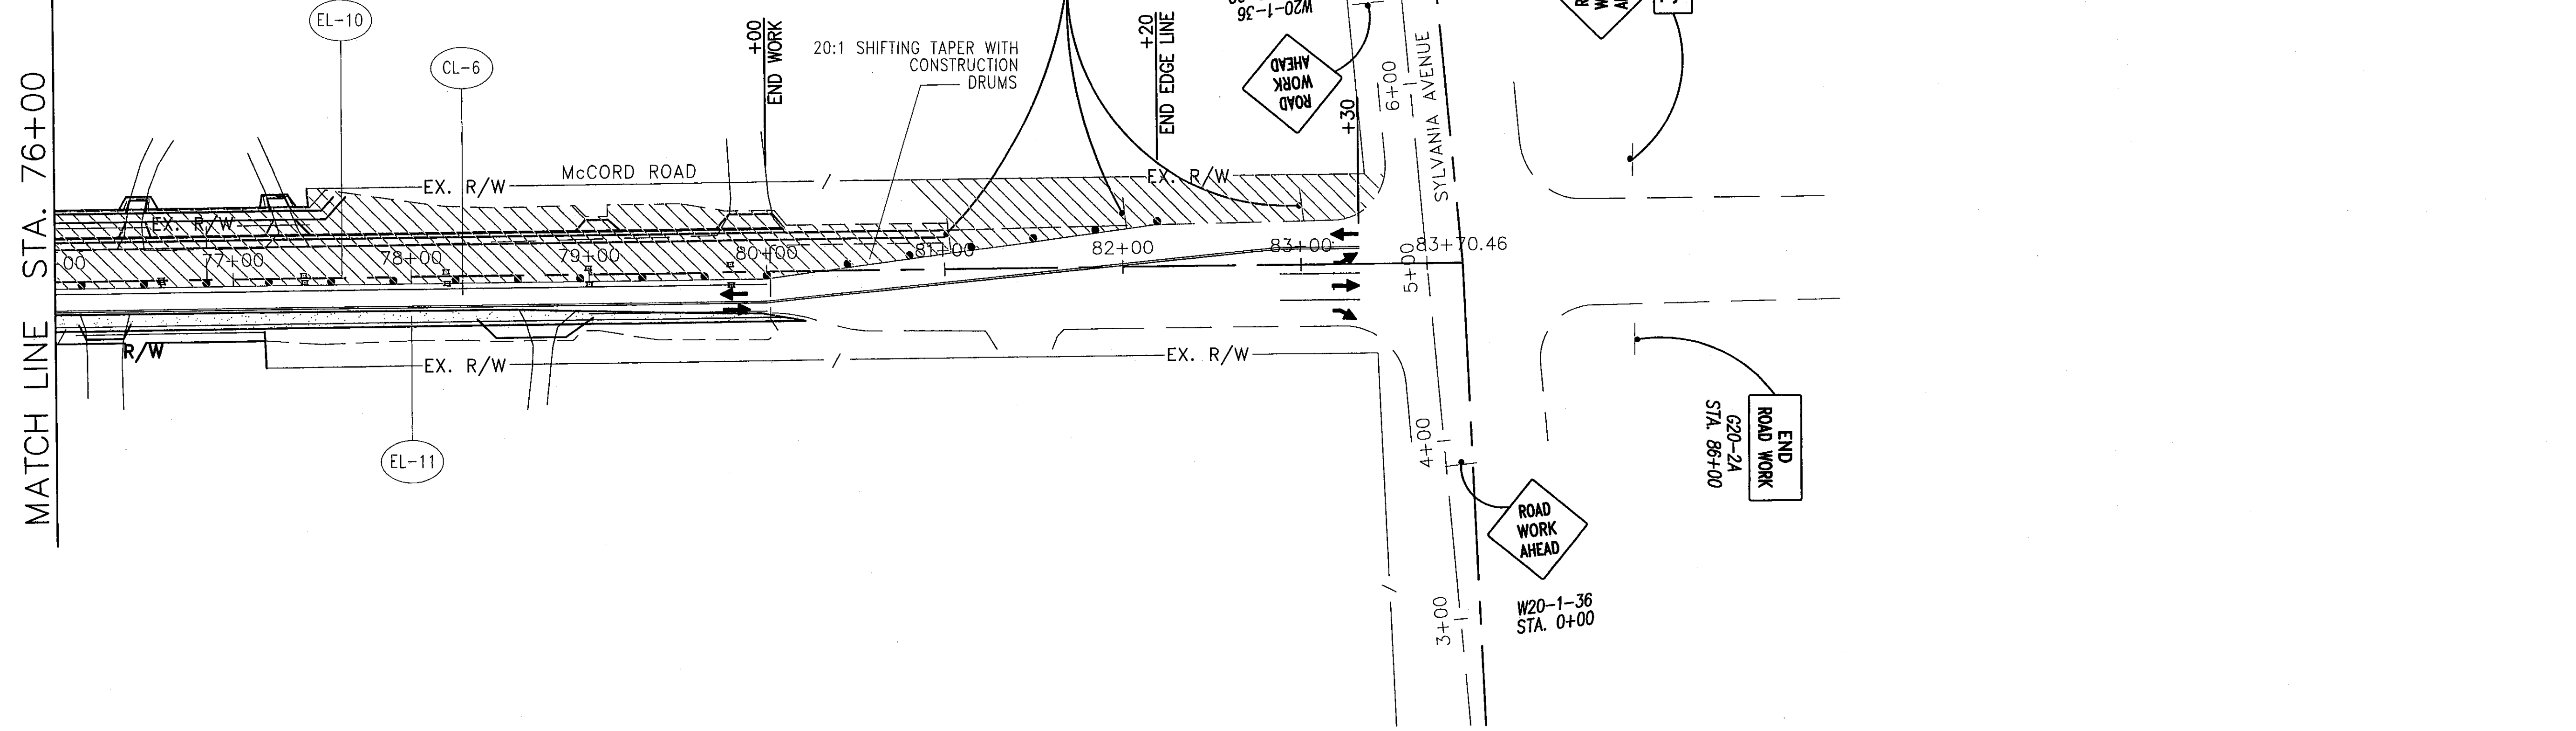 EL-10
CL-6
+00
END WORK
20:1 SHIFTING TAPER WITH
CONSTRUCTION
DRUMS
+20
END EDGE LINE
W20-1-36
ROAD
WORK
AHEAD
+30
6+00
SYLVANIA AVENUE
MATCH LINE STA. 76+00
McCORD ROAD
EX. R/W
EX. R/W
EX. R/W
00
77+00
78+00
79+00
80+00
81+00
82+00
83+00
83+70.46
5+00
R/W
EX. R/W
EX. R/W
EL-11
4+00
END
ROAD WORK
G20-2A
STA. 86+00
ROAD
WORK
AHEAD
W20-1-36
STA. 0+00
3+00